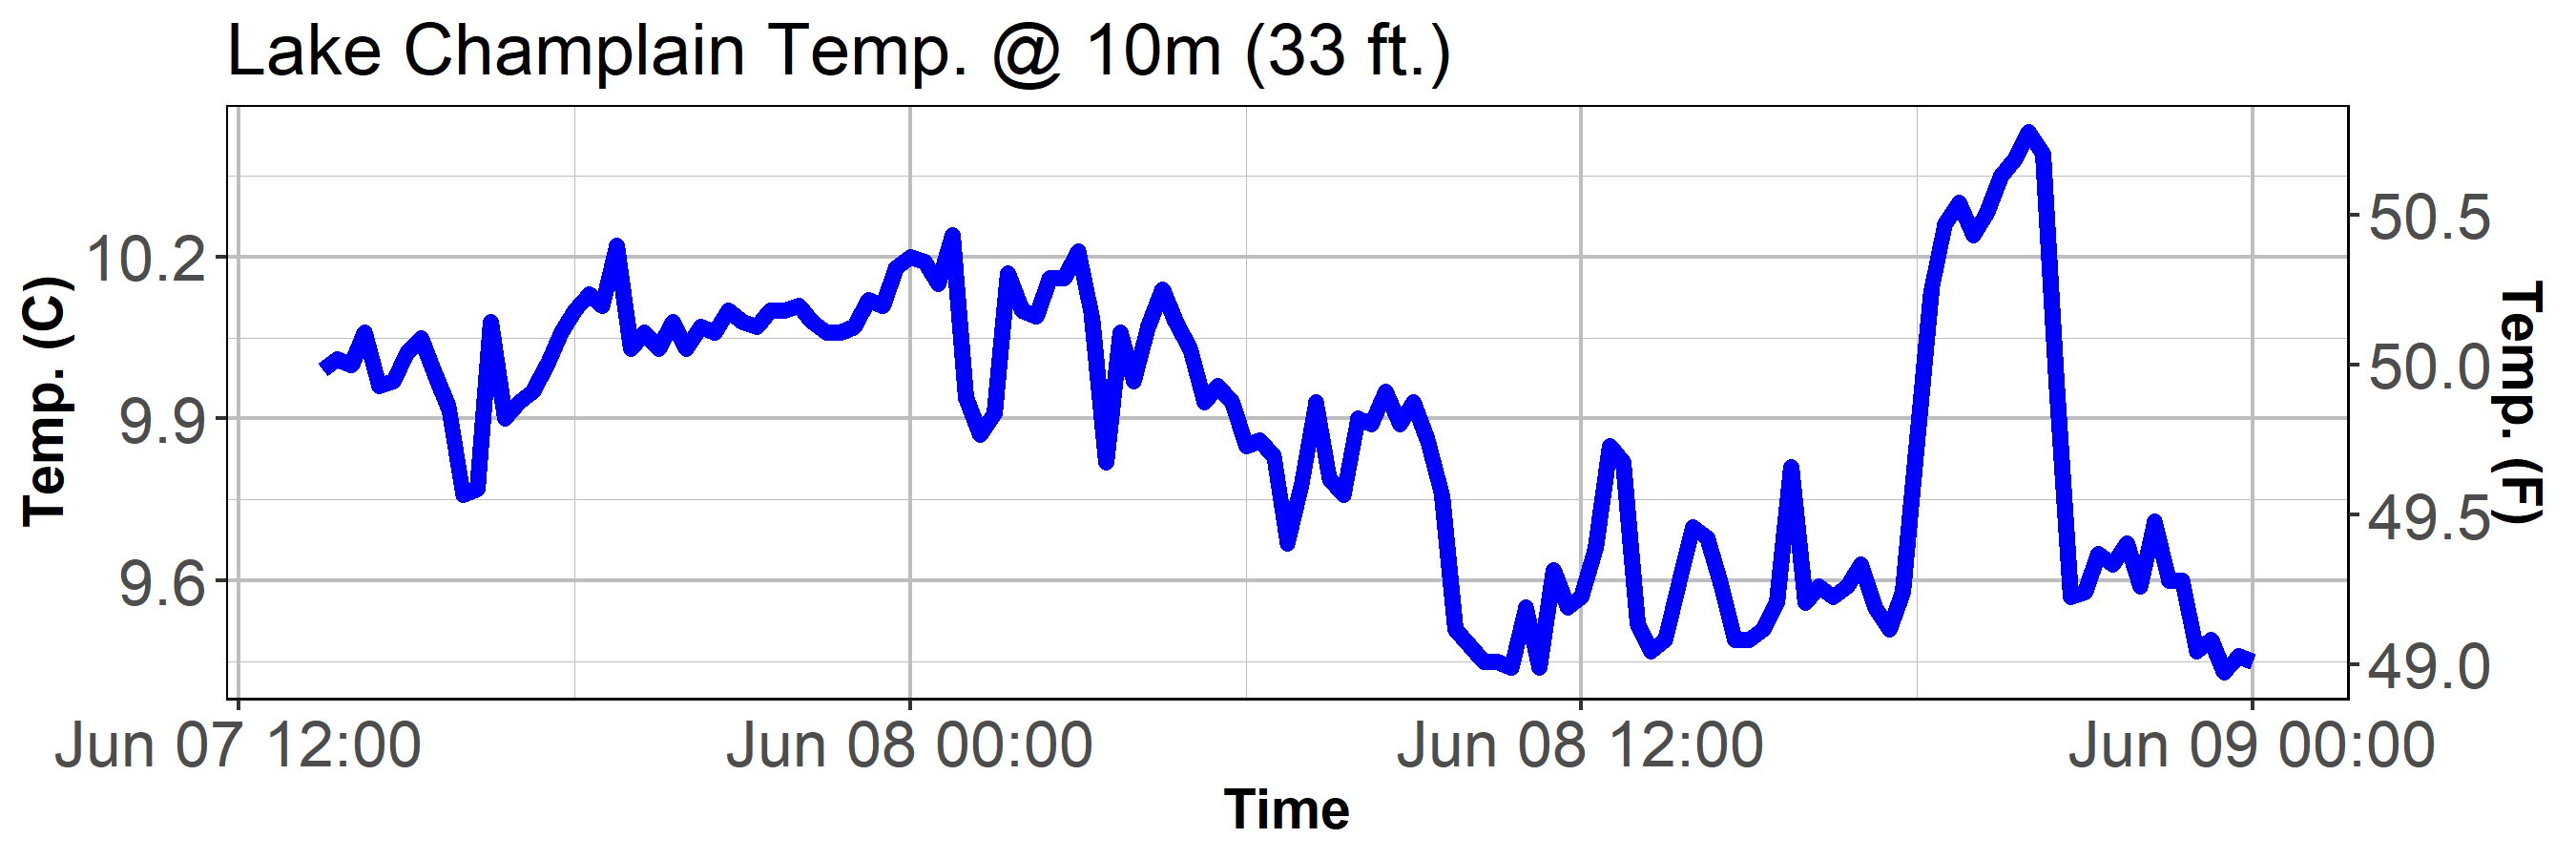 Lake Champlain Temp. @ 10m (33 ft.)
Temp. (C)
10.2
9.9
9.6
50.5
50.0
49.5
49.0
Temp. (F)
Jun 07 12:00 Jun 08 00:00 Jun 08 12:00 Jun 09 00:00
Time